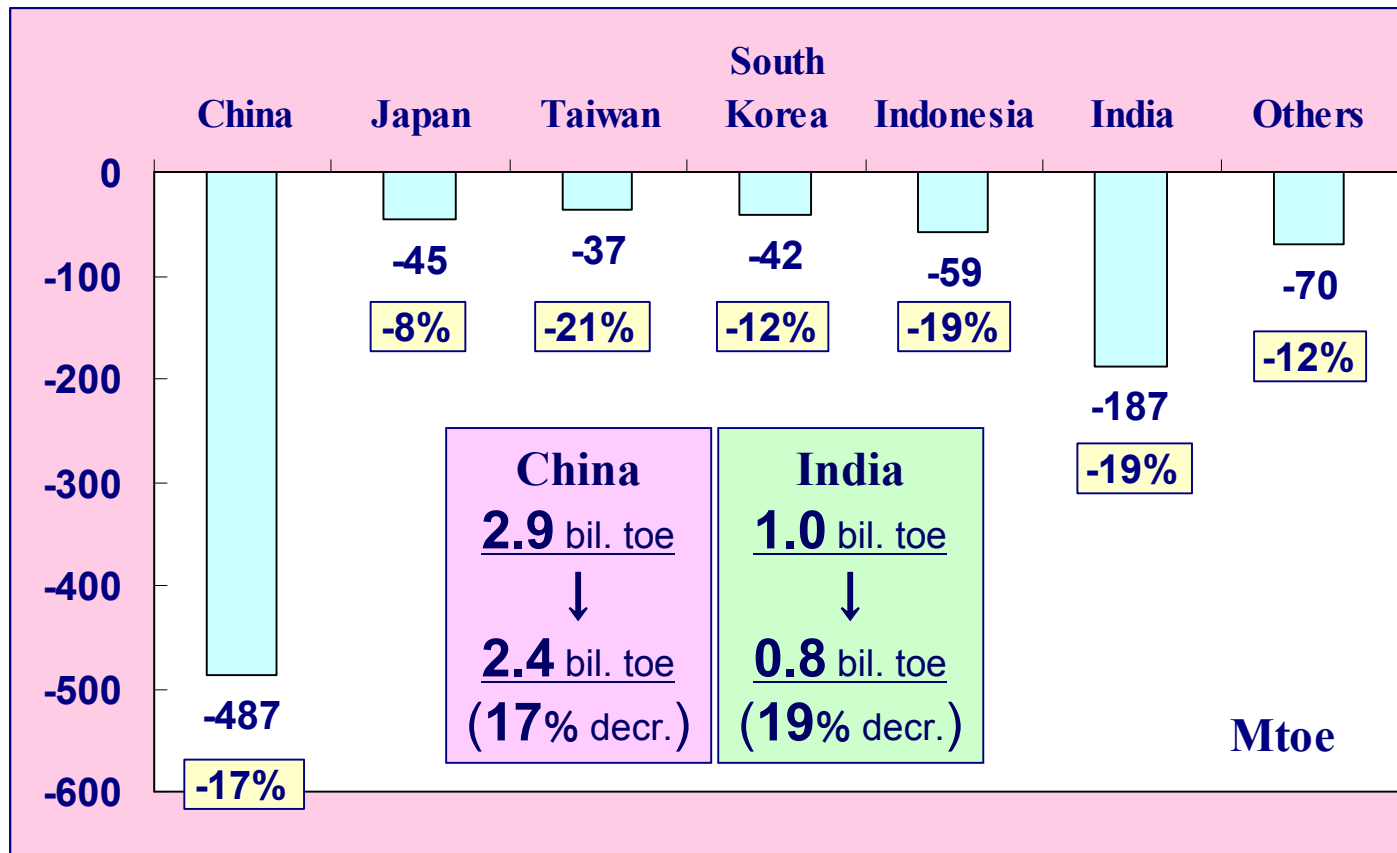 South
China Japan Taiwan Korea Indonesia India Others
0
-100
-200
-300
-400
-500
-600
-45 -37 -42 -59 -70
-8% -21% -12% -19% -12%
-187
-19%
-487
-17%
China
2.9 bil. toe
↓
2.4 bil. toe
(17% decr.)
India
1.0 bil. toe
↓
0.8 bil. toe
(19% decr.)
Mtoe